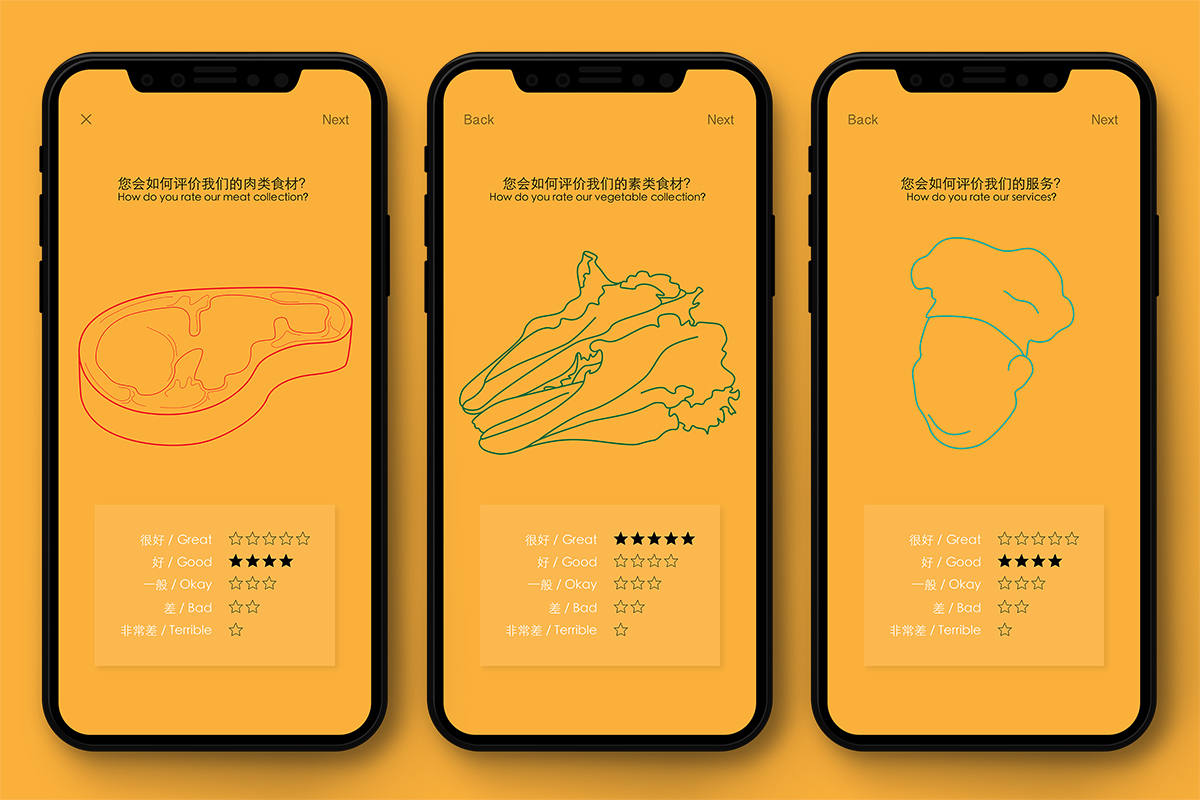 Next
您会如何评价我们的肉类食材?
How do you rate our meat collection?
很好 / Great
好 / Good
一般 / Okay
差 / Bad
非常差 / Terrible
Back
Next
您会如何评价我们的素类食材?
How do you rate our vegetable collection?
很好 / Great
好 / Good
一般 / Okay
差 / Bad
非常差 / Terrible
Back
Next
您会如何评价我们的服务?
How do you rate our services?
很好 / Great
好 / Good
一般 / Okay
差 / Bad
非常差 / Terrible